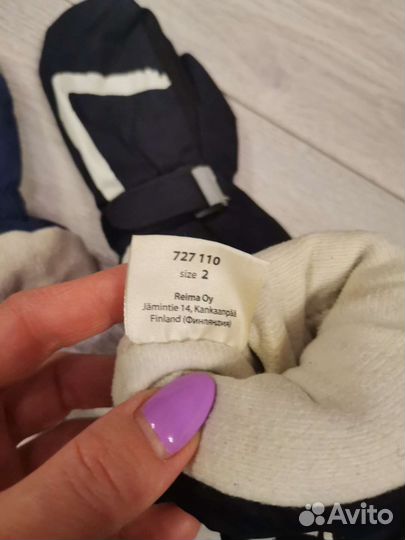 727 110
size 2
Reima Oy
Jämintie 14, Kankaanpää
Finland (Финляндия)
Avito